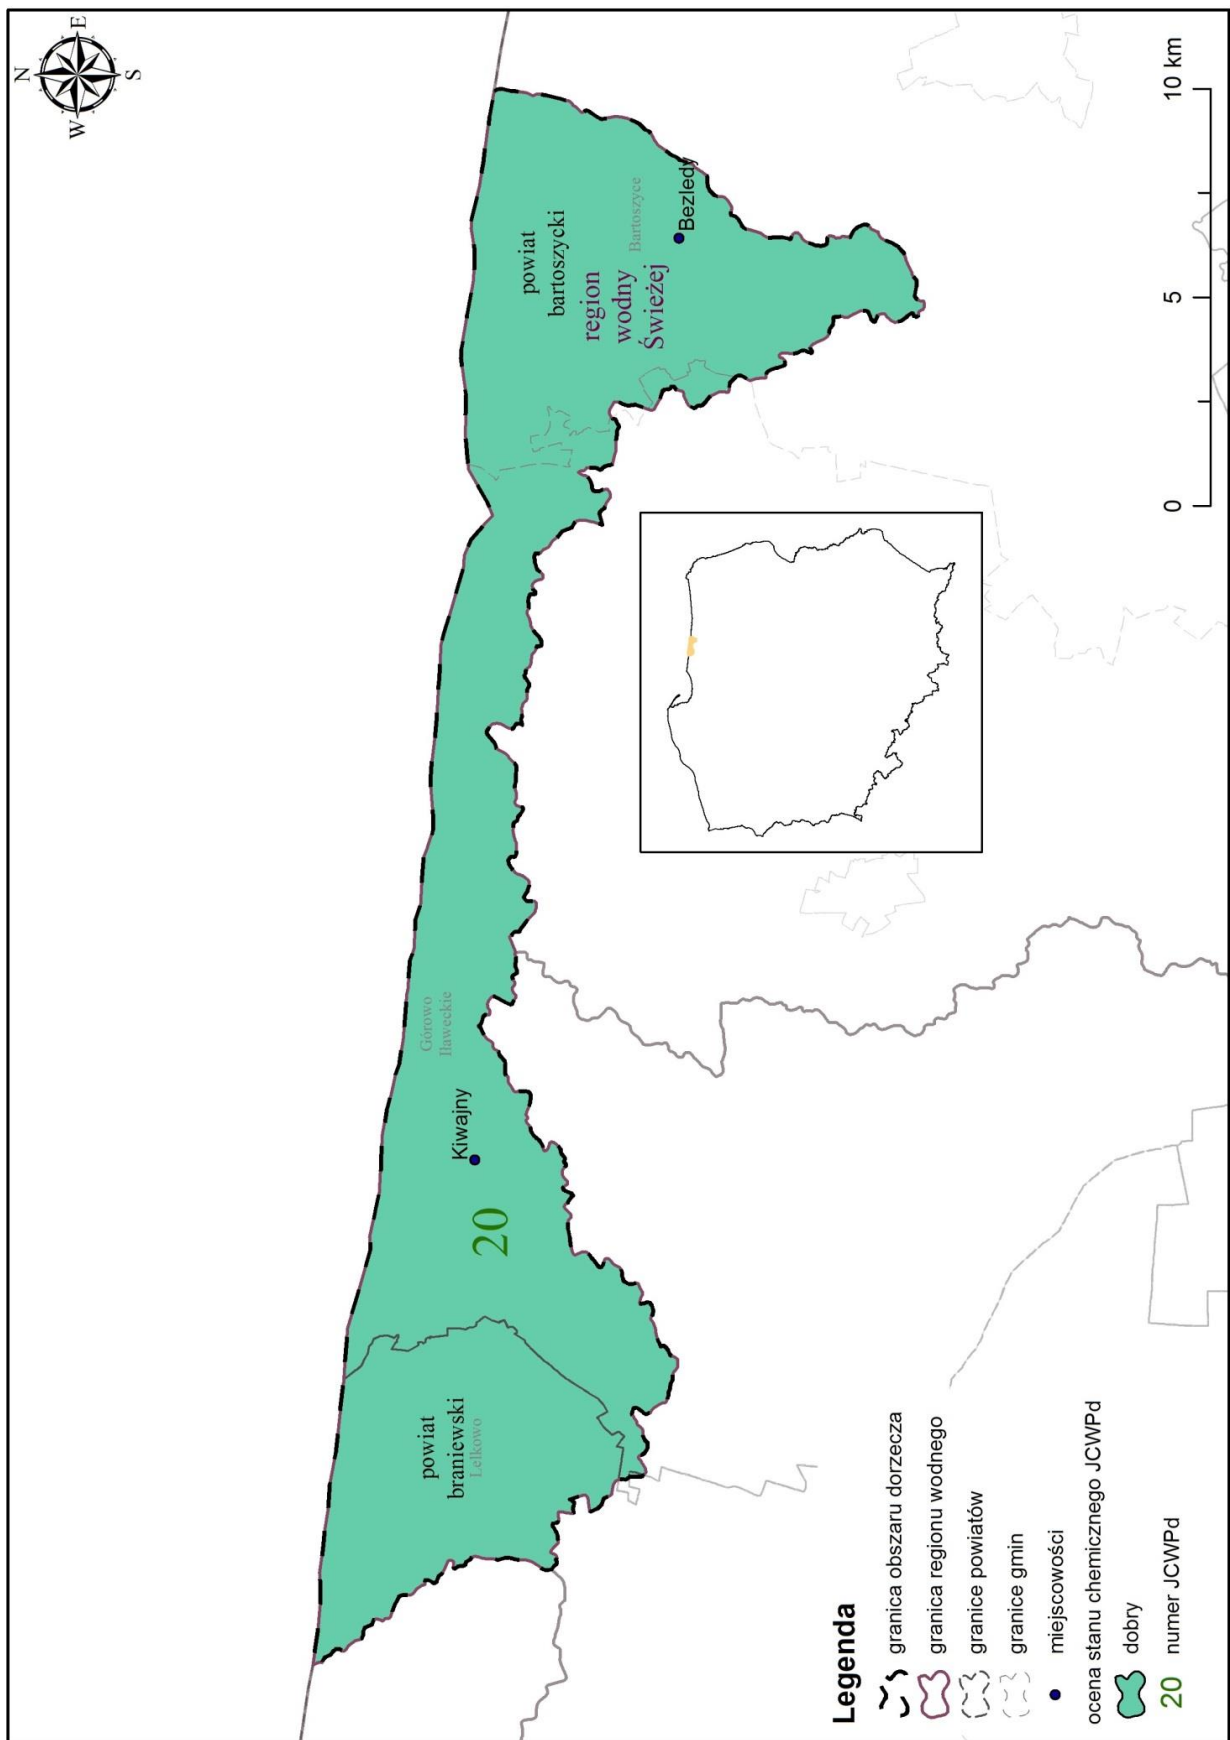 N
W
E
S
powiat
braniewski
Lelkowo
20
Kiwajny
Górowo
Iławeckie
powiat
bartoszycki
region
wodny
Świeżej
Bartoszyce
Bezledy
Legenda
granica obszaru dorzecza
granica regionu wodnego
granice powiatów
granice gmin
miejscowości
ocena stanu chemicznego JCWPd
dobry
20 numer JCWPd
0 5 10 km